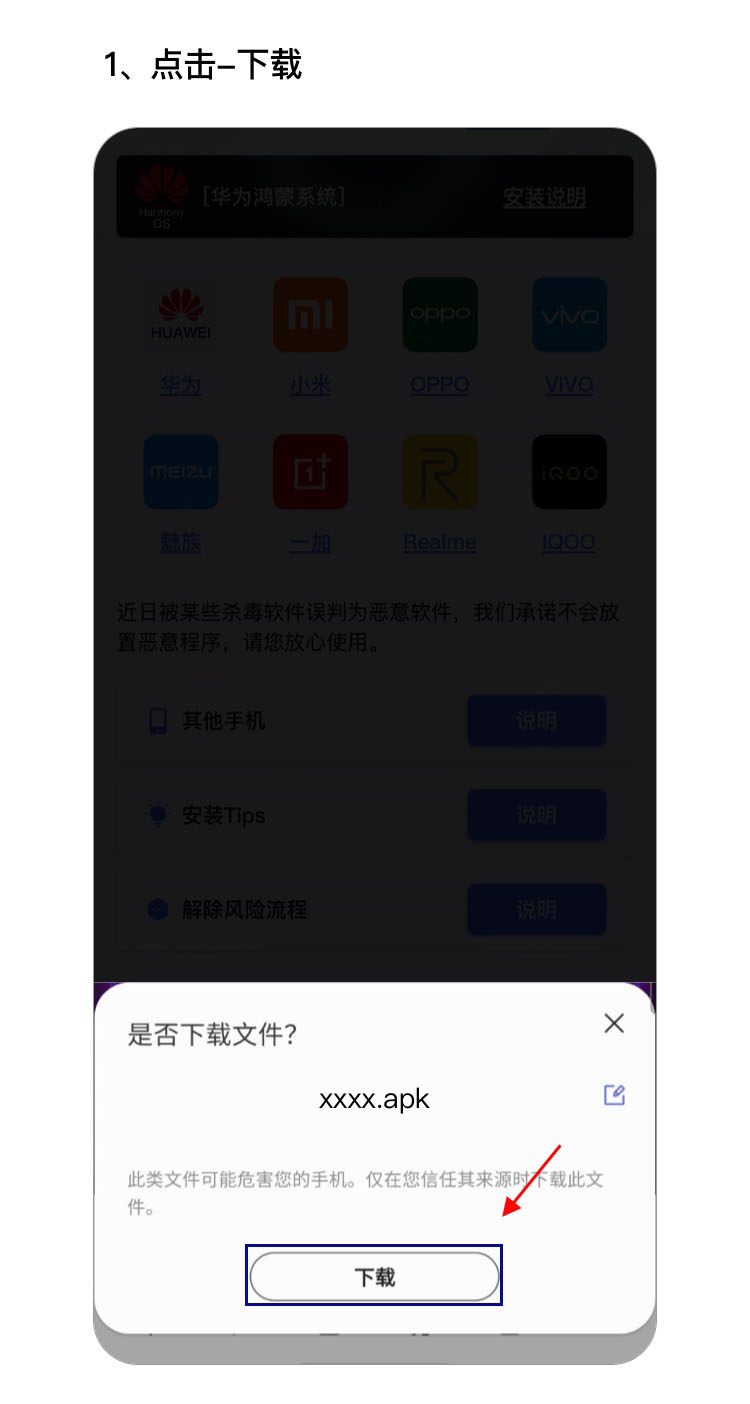 1、点击–下载
Harmony
OS
[华为鸿蒙系统]
安装说明
HUAWEI
mi
oppo
vivo
华为
小米
OPPO
VIVO
MEIZU
1+
R
iQOO
魅族
一加
Realme
IQOO
近日被某些杀毒软件误判为恶意软件，我们承诺不会放
置恶意程序，请您放心使用。
其他手机
说明
安装Tips
说明
解除风险流程
说明
是否下载文件？
xxxx.apk
此类文件可能危害您的手机。仅在您信任其来源时下载此文
件。
下载